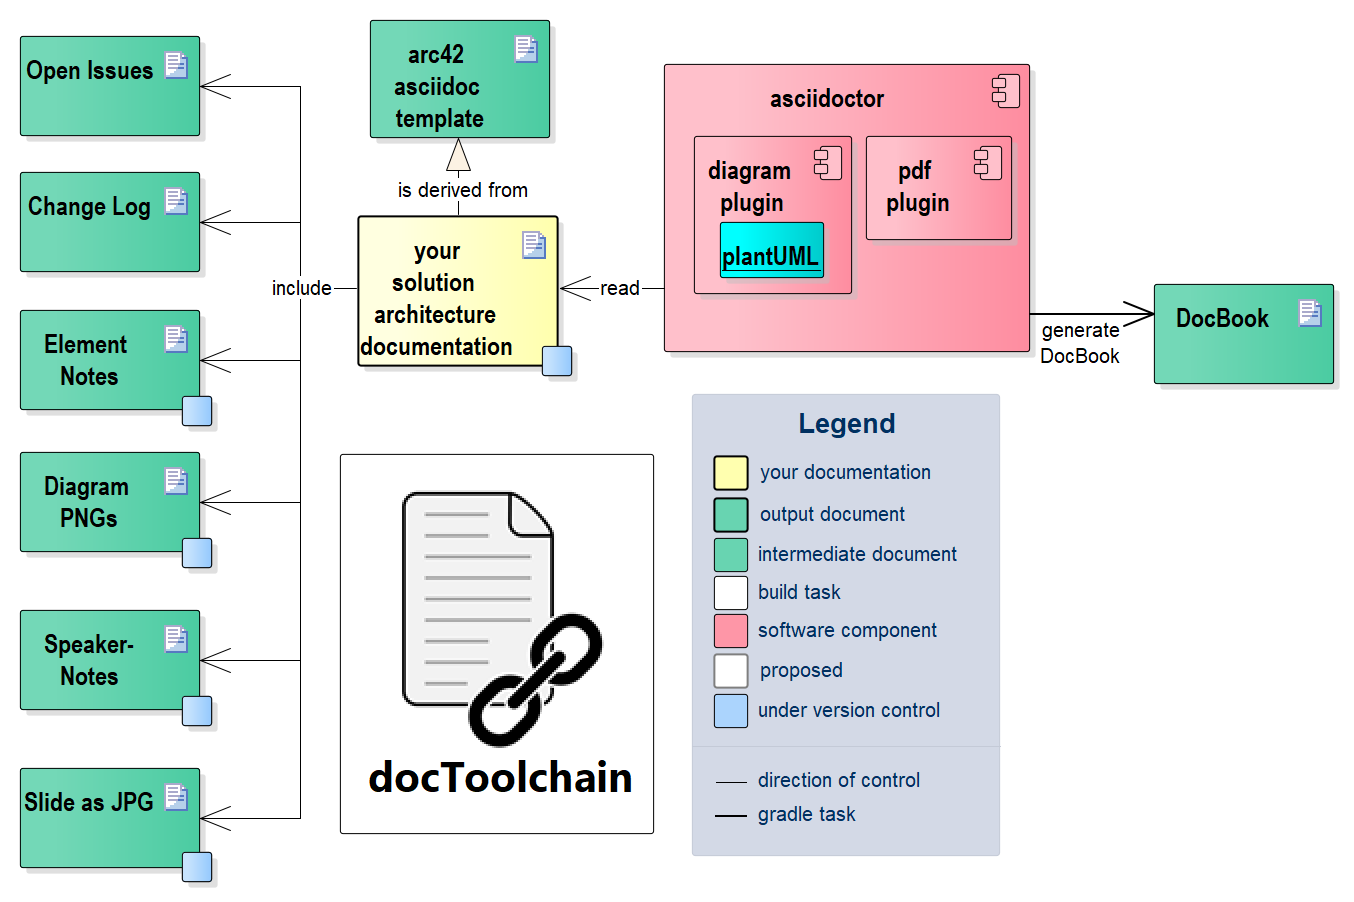 Open Issues
Change Log
Element
Notes
Diagram
PNGs
Speaker-
Notes
Slide as JPG
include
arc42
asciidoc
template
is derived from
your
solution
architecture
documentation
read
asciidoctor
diagram
plugin
plantUML
pdf
plugin
generate
DocBook
DocBook
docToolchain
Legend
your documentation
output document
intermediate document
build task
software component
proposed
under version control
direction of control
gradle task